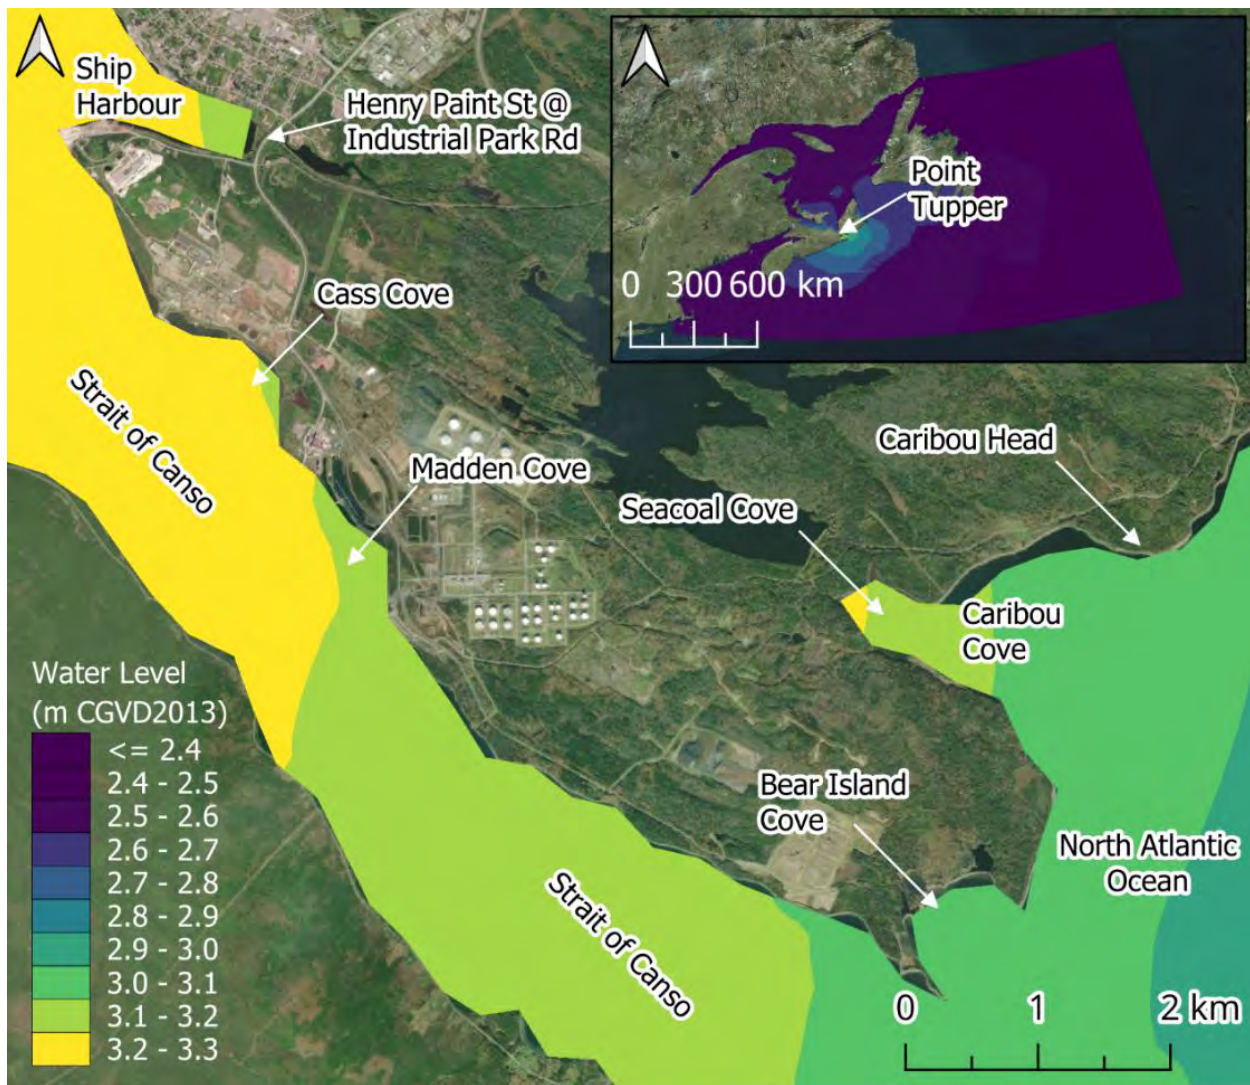 Ship
Harbour
Henry Paint St @
Industrial Park Rd
Point
Tupper
0 300 600 km
Cass Cove
Strait of Canso
Madden Cove
Caribou Head
Seacoal Cove
Caribou
Cove
Water Level
(m CGVD2013)
<= 2.4
2.4 - 2.5
2.5 - 2.6
2.6 - 2.7
2.7 - 2.8
2.8 - 2.9
2.9 - 3.0
3.0 - 3.1
3.1 - 3.2
3.2 - 3.3
Bear Island
Cove
North Atlantic
Ocean
Strait of Canso
0 1 2 km